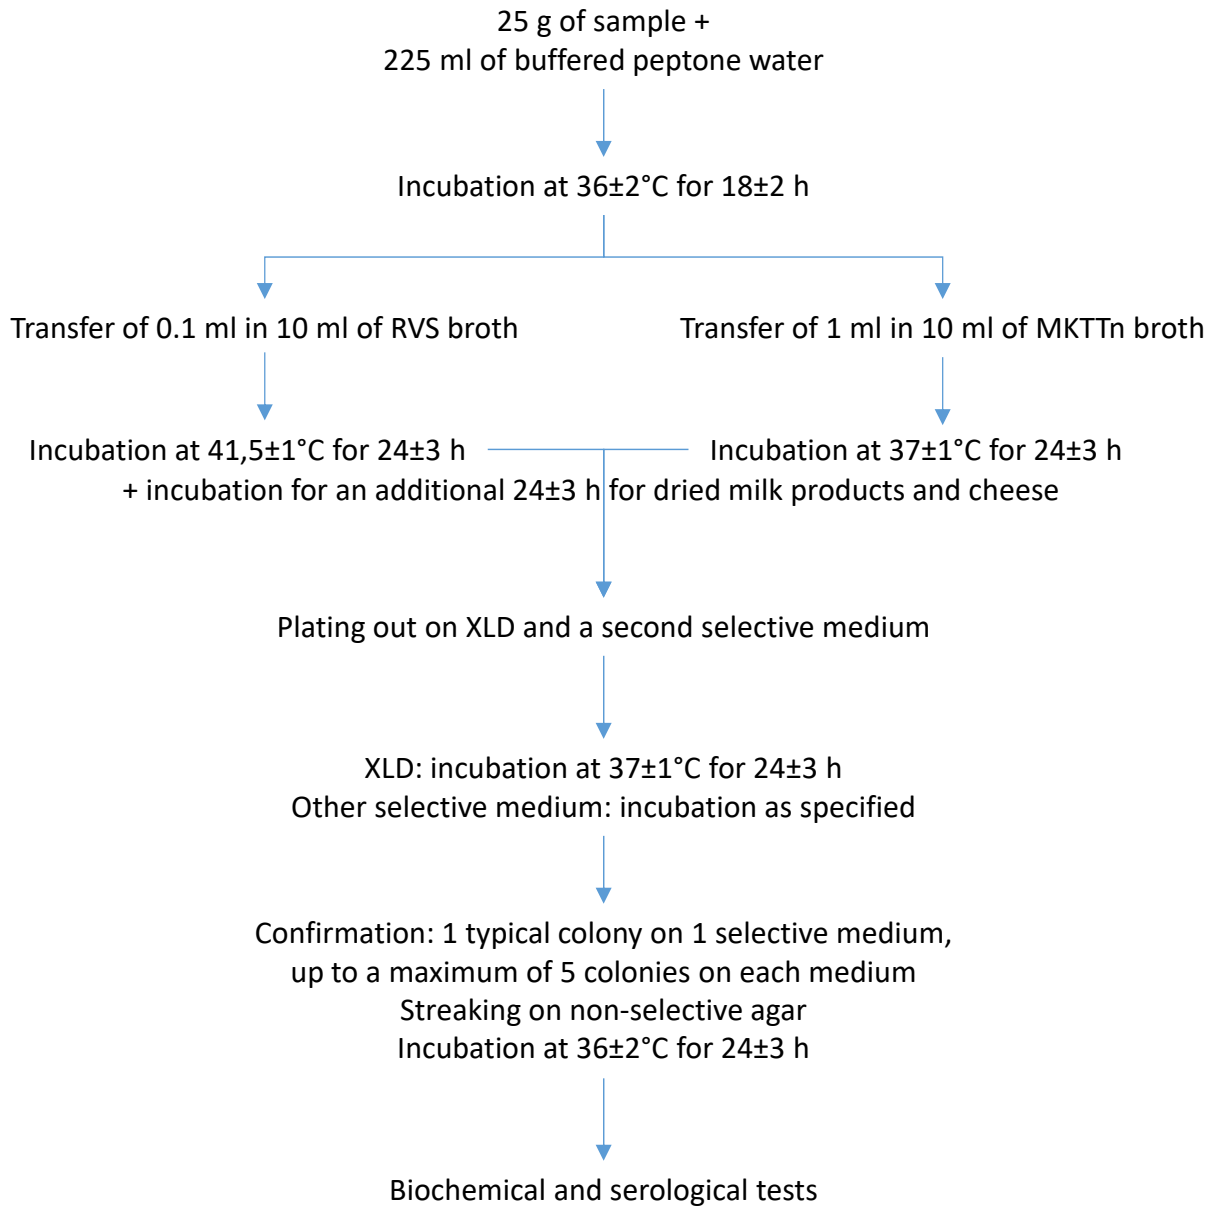 25 g of sample +
225 ml of buffered peptone water
Incubation at 36±2°C for 18±2 h
Transfer of 0.1 ml in 10 ml of RVS broth
Transfer of 1 ml in 10 ml of MKTTn broth
Incubation at 41,5±1°C for 24±3 h
Incubation at 37±1°C for 24±3 h
+ incubation for an additional 24±3 h for dried milk products and cheese
Plating out on XLD and a second selective medium
XLD: incubation at 37±1°C for 24±3 h
Other selective medium: incubation as specified
Confirmation: 1 typical colony on 1 selective medium,
up to a maximum of 5 colonies on each medium
Streaking on non-selective agar
Incubation at 36±2°C for 24±3 h
Biochemical and serological tests